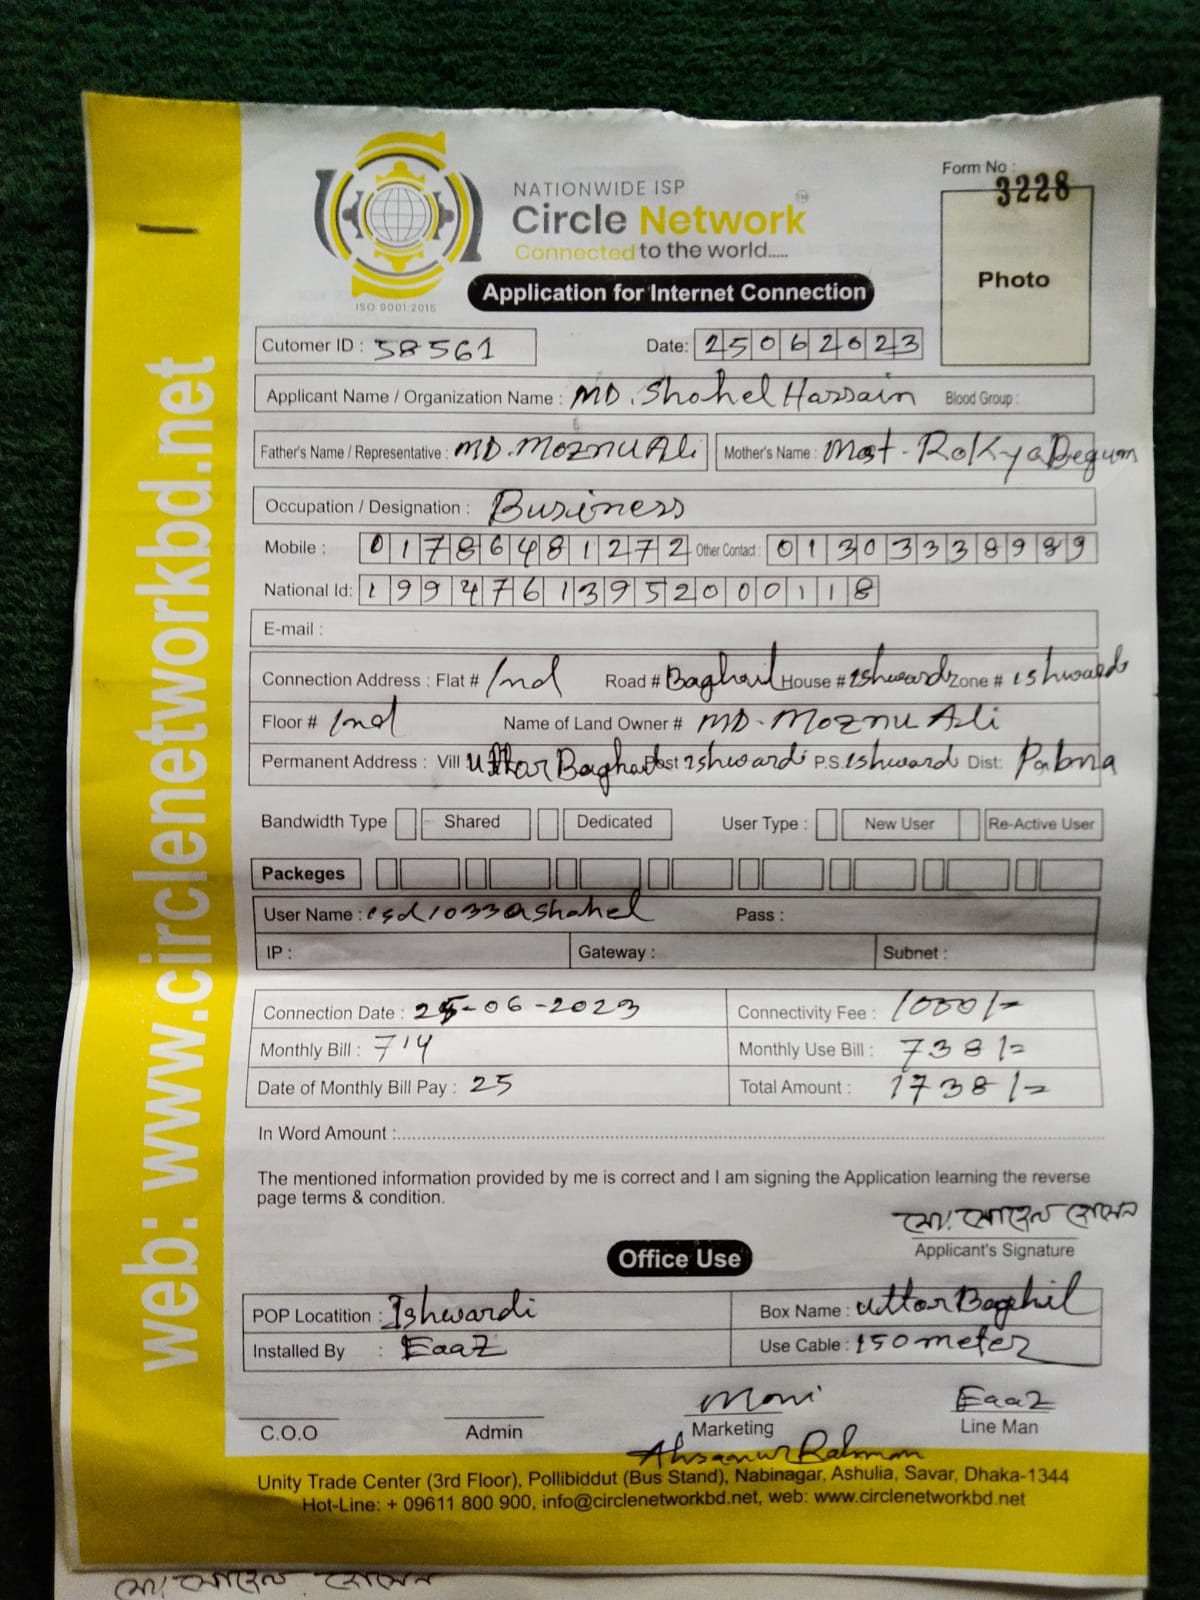 NATIONWIDE ISP
Circle Network
TM
Connected to the world.....
ISO 9001:2015
Application for Internet Connection
Form No :
3228
Photo
web: www.circlenetworkbd.net
Cutomer ID : 58561
Date: 25062023
Applicant Name / Organization Name : MD. Shohel Hassain Blood Group :
Father's Name / Representative : MD. Moznu Ali Mother's Name : Most. Rokya Begum
Occupation / Designation : Business
Mobile : 01786481272 Other Contact : 01303338989
National Id: 19947613952000118
E-mail :
Connection Address : Flat # Ind Road # Baghail House # Ishwardi Zone # Ishwardi
Floor # Ind Name of Land Owner # MD. Moznu Ali
Permanent Address : Vill Uttar Baghail Post Ishwardi P.S. Ishwardi Dist: Pabna
Bandwidth Type Shared Dedicated User Type : New User Re-Active User
Packeges
User Name : esd1033@shohel Pass :
IP : Gateway : Subnet :
Connection Date : 25-06-2023 Connectivity Fee : 1000/=
Monthly Bill : 714 Monthly Use Bill : 738/=
Date of Monthly Bill Pay : 25 Total Amount : 1738/=
In Word Amount :
The mentioned information provided by me is correct and I am signing the Application learning the reverse
page terms & condition.
মো: সোহেল হোসেন
Applicant's Signature
Office Use
POP Locatition : Ishwardi Box Name : Uttar Baghil
Installed By : EaaZ Use Cable : 150 meter
Moni EaaZ
C.O.O Admin Marketing Line Man
Ahsanur Rahman
Unity Trade Center (3rd Floor), Pollibiddut (Bus Stand), Nabinagar, Ashulia, Savar, Dhaka-1344
Hot-Line: + 09611 800 900, info@circlenetworkbd.net, web: www.circlenetworkbd.net
মো: সোহেল হোসেন